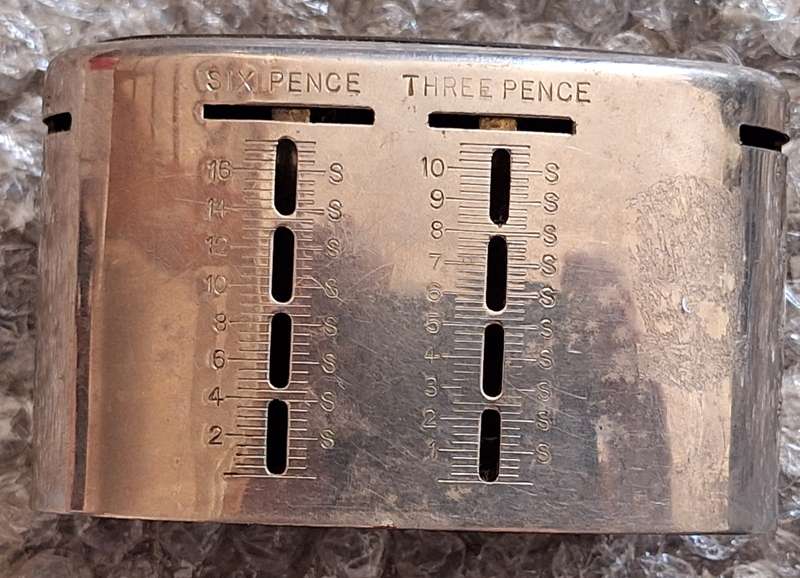 SIX PENCE THREE PENCE
16 S 10 S
14 S 9 S
12 S 8 S
10 S 7 S
8 S 6 S
6 S 5 S
4 S 4 S
2 S 3 S
2 S
1 S